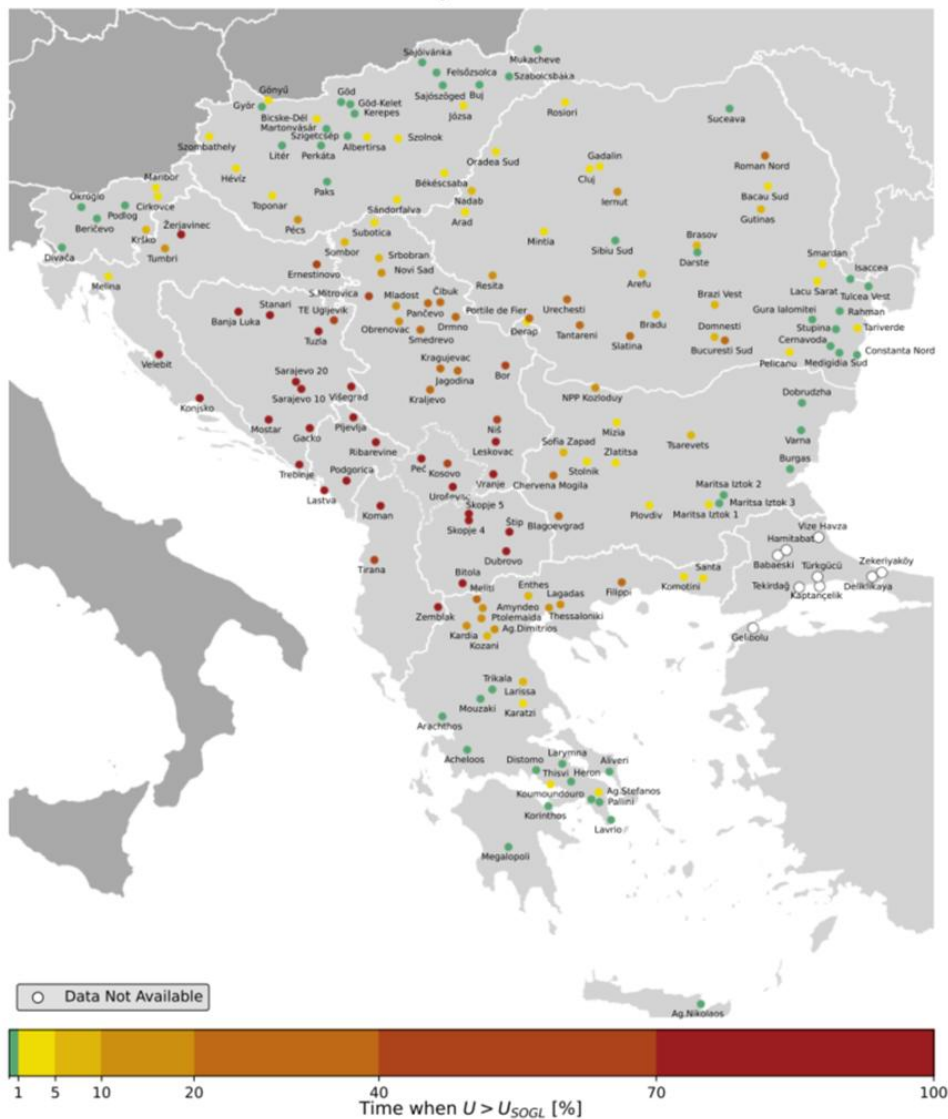 Sajóivánka
Mukacheve
Felsőzsolca
Szabolcsbáka
Sajószöged Buj
Gönyű
Göd
Győr
Göd-Kelet
Kerepes
Józsa
Rosiori
Suceava
Bicske-Dél
Martonvásár
Szigetcsép
Albertirsa
Szolnok
Szombathely
Litér
Perkáta
Oradea Sud
Gadalin
Roman Nord
Hévíz
Békéscsaba
Cluj
Maribor
Paks
Nadab
Iernut
Bacau Sud
Okroglo
Podlog
Cirkovce
Toponar
Sándorfalva
Arad
Gutinas
Beričevo
Žerjavinec
Pécs
Subotica
Krško
Mintia
Sibiu Sud
Brasov
Divača
Tumbri
Sombor
Srbobran
Darste
Smardan
Isaccea
Melina
Ernestinovo
Novi Sad
Resita
Arefu
Lacu Sarat
Tulcea Vest
S.Mitrovica
Mladost
Čibuk
Brazi Vest
Stanari
TE Ugljevik
Pančevo
Portile de Fier
Urechesti
Gura Ialomitei
Rahman
Banja Luka
Obrenovac
Drmno
Derap
Bradu
Domnesti
Stupina
Tariverde
Tuzla
Smedrevo
Tantareni
Slatina
Bucuresti Sud
Cernavoda
Constanta Nord
Velebit
Kragujevac
Bor
Pelicanu
Medigidia Sud
Sarajevo 20
Jagodina
Sarajevo 10
Višegrad
Kraljevo
NPP Kozloduy
Dobrudzha
Konjsko
Mostar
Gacko
Pljevlja
Niš
Mizia
Varna
Ribarevine
Leskovac
Sofia Zapad
Tsarevets
Zlatitsa
Burgas
Trebinje
Podgorica
Peć
Kosovo
Stolnik
Vranje
Chervena Mogila
Maritsa Iztok 2
Lastva
Uroševac
Maritsa Iztok 3
Koman
Skopje 5
Plovdiv
Maritsa Iztok 1
Skopje 4
Štip
Blagoevgrad
Vize Havza
Hamitabat
Dubrovo
Babaeski
Türkgücü
Zekeriyaköy
Tirana
Bitola
Santa
Tekirdağ
Deliklikaya
Meliti
Enthes
Lagadas
Filippi
Komotini
Kaptançelik
Zemblak
Amyndeo
Ptolemaida
Thessaloniki
Kardia
Ag.Dimitrios
Gelibolu
Kozani
Trikala
Larissa
Mouzaki
Karatzi
Arachthos
Acheloos
Distomo
Larymna
Aliveri
Thisvi
Heron
Koumoundouro
Ag.Stefanos
Pallini
Korinthos
Lavrio
Megalopoli
Data Not Available
Ag.Nikolaos
1 5 10 20 40 70 100
Time when U > U_SOGL [%]